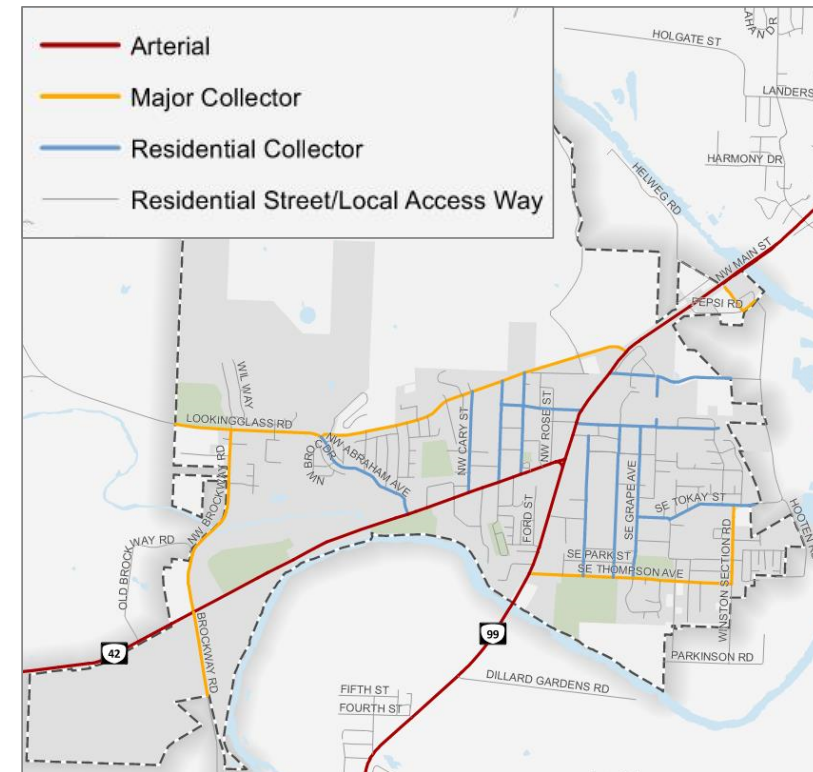 Arterial
Major Collector
Residential Collector
Residential Street/Local Access Way
HOLGATE ST
LANDERS
HARMONY DR
HELWEG RD
NW MAIN ST
PEPSI RD
WIL WAY
LOOKINGGLASS RD
NW ABRAHAM AVE
NW CARY ST
NW ROSE ST
NW BROCKWAY RD
OLD BROCKWAY RD
FORD ST
SE GRAPE AVE
SE TOKAY ST
HOOTEN RD
SE PARK ST
SE THOMPSON AVE
WINSTON SECTION RD
BROCKWAY RD
42
99
PARKINSON RD
DILLARD GARDENS RD
FIFTH ST
FOURTH ST